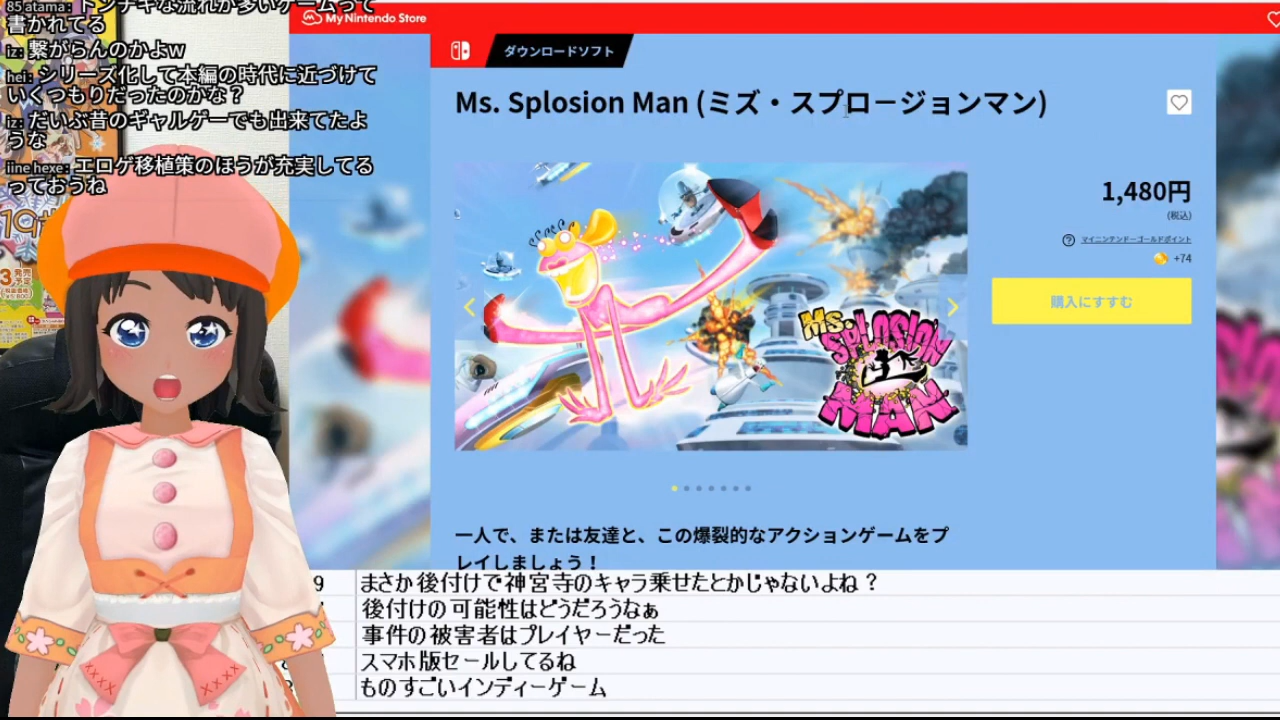 85 atama: トンチキな流れが多いゲームって
書かれてる
iz: 繋がらんのかよw
hei: シリーズ化して本編の時代に近づけて
いくつもりだったのかな？
iz: だいぶ昔のギャルゲーでも出来てたよ
うな
iine hexe: エロゲ移植策のほうが充実してる
っておうね
My Nintendo Store
ダウンロードソフト
Ms. Splosion Man (ミズ・スプロージョンマン)
1,480円
(税込)
マイニンテンドーゴールドポイント
+74
購入にすすむ
Ms. SPLOSION MAN
一人で、または友達と、この爆裂的なアクションゲームをプ
レイしましょう！
9 まさか後付けで神宮寺のキャラ乗せたとかじゃないよね？
後付けの可能性はどうだろうなぁ
事件の被害者はプレイヤーだった
スマホ版セールしてるね
ものすごいインディーゲーム